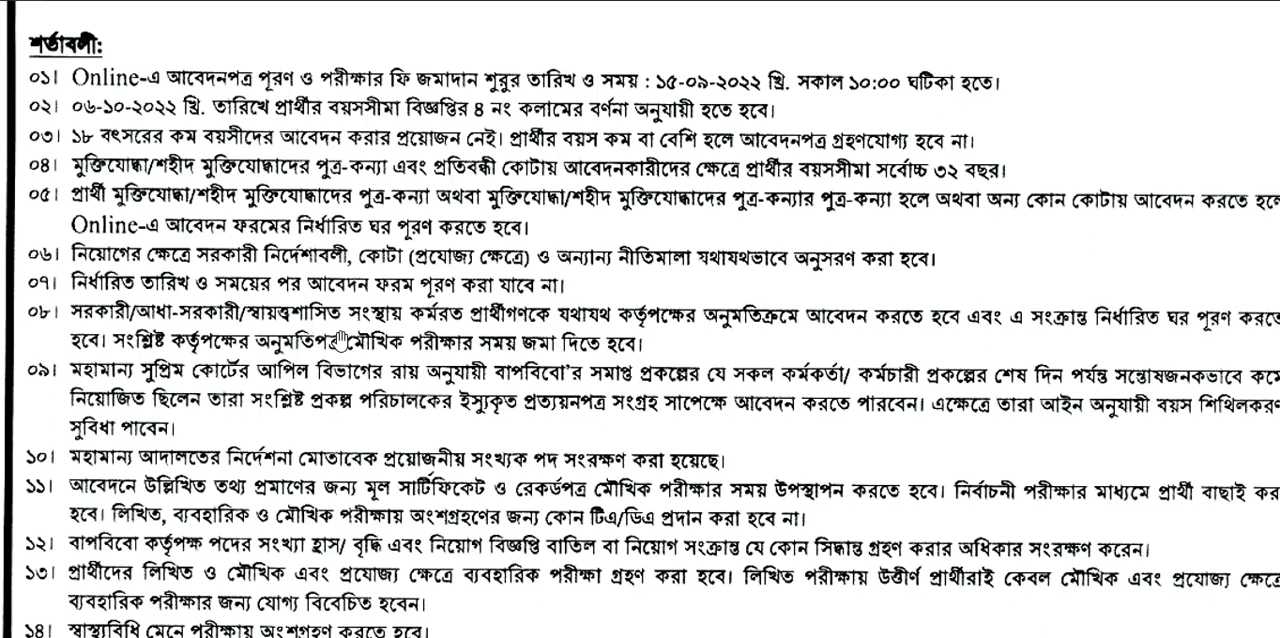 শর্তাবলী:
০১। Online-এ আবেদনপত্র পূরণ ও পরীক্ষার ফি জমাদান শুরুর তারিখ ও সময় : ১৫-০৯-২০২২ খ্রি. সকাল ১০:০০ ঘটিকা হতে।
০২। ০৬-১০-২০২২ খ্রি. তারিখে প্রার্থীর বয়সসীমা বিজ্ঞপ্তির ৪ নং কলামের বর্ণনা অনুযায়ী হতে হবে।
০৩। ১৮ বৎসরের কম বয়সীদের আবেদন করার প্রয়োজন নেই। প্রার্থীর বয়স কম বা বেশি হলে আবেদনপত্র গ্রহণযোগ্য হবে না।
০৪। মুক্তিযোদ্ধা/শহীদ মুক্তিযোদ্ধাদের পুত্র-কন্যা এবং প্রতিবন্ধী কোটায় আবেদনকারীদের ক্ষেত্রে প্রার্থীর বয়সসীমা সর্বোচ্চ ৩২ বছর।
০৫। প্রার্থী মুক্তিযোদ্ধা/শহীদ মুক্তিযোদ্ধাদের পুত্র-কন্যা অথবা মুক্তিযোদ্ধা/শহীদ মুক্তিযোদ্ধাদের পুত্র-কন্যার পুত্র-কন্যা হলে অথবা অন্য কোন কোটায় আবেদন করতে হলে
Online-এ আবেদন ফরমের নির্ধারিত ঘর পূরণ করতে হবে।
০৬। নিয়োগের ক্ষেত্রে সরকারী নির্দেশাবলী, কোটা (প্রযোজ্য ক্ষেত্রে) ও অন্যান্য নীতিমালা যথাযথভাবে অনুসরণ করা হবে।
০৭। নির্ধারিত তারিখ ও সময়ের পর আবেদন ফরম পূরণ করা যাবে না।
০৮। সরকারী/আধা-সরকারী/স্বায়ত্বশাসিত সংস্থায় কর্মরত প্রার্থীগণকে যথাযথ কর্তৃপক্ষের অনুমতিক্রমে আবেদন করতে হবে এবং এ সংক্রান্ত নির্ধারিত ঘর পূরণ করতে
হবে। সংশ্লিষ্ট কর্তৃপক্ষের অনুমতিপত্র মৌখিক পরীক্ষার সময় জমা দিতে হবে।
০৯। মহামান্য সুপ্রিম কোর্টের আপিল বিভাগের রায় অনুযায়ী বাপবিবো'র সমাপ্ত প্রকল্পের যে সকল কর্মকর্তা/ কর্মচারী প্রকল্পের শেষ দিন পর্যন্ত সন্তোষজনকভাবে কর্মে
নিয়োজিত ছিলেন তারা সংশ্লিষ্ট প্রকল্প পরিচালকের ইস্যুকৃত প্রত্যয়নপত্র সংগ্রহ সাপেক্ষে আবেদন করতে পারবেন। এক্ষেত্রে তারা আইন অনুযায়ী বয়স শিথিলকরণ
সুবিধা পাবেন।
১০। মহামান্য আদালতের নির্দেশনা মোতাবেক প্রয়োজনীয় সংখ্যক পদ সংরক্ষণ করা হয়েছে।
১১। আবেদনে উল্লিখিত তথ্য প্রমাণের জন্য মূল সার্টিফিকেট ও রেকর্ডপত্র মৌখিক পরীক্ষার সময় উপস্থাপন করতে হবে। নির্বাচনী পরীক্ষার মাধ্যমে প্রার্থী বাছাই কর
হবে। লিখিত, ব্যবহারিক ও মৌখিক পরীক্ষায় অংশগ্রহণের জন্য কোন টিএ/ডিএ প্রদান করা হবে না।
১২। বাপবিবো কর্তৃপক্ষ পদের সংখ্যা হ্রাস/ বৃদ্ধি এবং নিয়োগ বিজ্ঞপ্তি বাতিল বা নিয়োগ সংক্রান্ত যে কোন সিদ্ধান্ত গ্রহণ করার অধিকার সংরক্ষণ করেন।
১৩। প্রার্থীদের লিখিত ও মৌখিক এবং প্রযোজ্য ক্ষেত্রে ব্যবহারিক পরীক্ষা গ্রহণ করা হবে। লিখিত পরীক্ষায় উত্তীর্ণ প্রার্থীরাই কেবল মৌখিক এবং প্রযোজ্য ক্ষেত্রে
ব্যবহারিক পরীক্ষার জন্য যোগ্য বিবেচিত হবেন।
১৪। স্বাস্থ্যবিধি মেনে পরীক্ষায় অংশগ্রহণ করতে হবে।